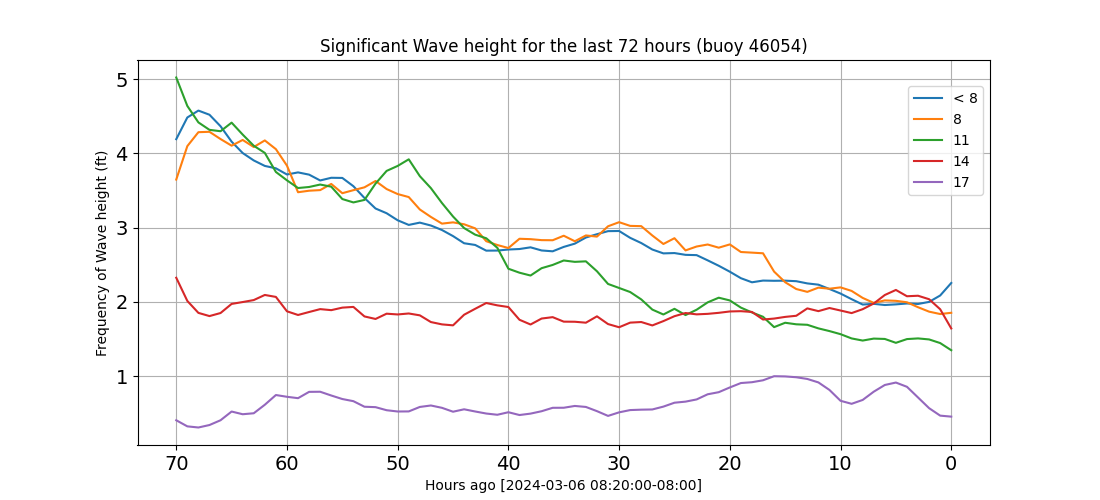 Significant Wave height for the last 72 hours (buoy 46054)
Frequency of Wave height (ft)
5
4
3
2
1
< 8
8
11
14
17
70 60 50 40 30 20 10 0
Hours ago [2024-03-06 08:20:00-08:00]